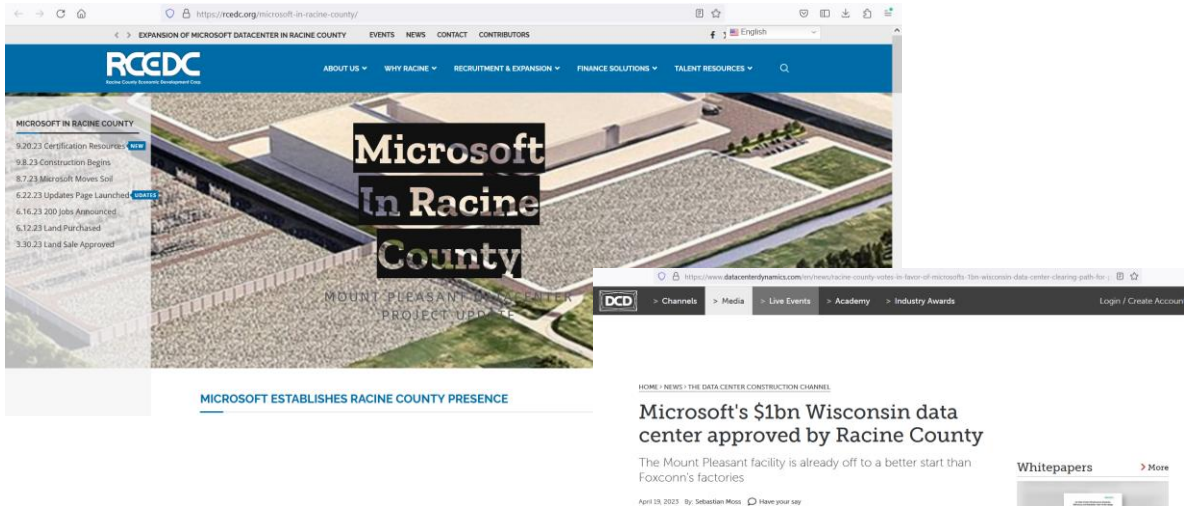 https://rcedc.org/microsoft-in-racine-county/
EXPANSION OF MICROSOFT DATACENTER IN RACINE COUNTY EVENTS NEWS CONTACT CONTRIBUTORS
English
RCEDC
Racine County Economic Development Corp.
ABOUT US WHY RACINE RECRUITMENT & EXPANSION FINANCE SOLUTIONS TALENT RESOURCES
MICROSOFT IN RACINE COUNTY
9.20.23 Certification Resources NEW
9.8.23 Construction Begins
8.7.23 Microsoft Moves Soil
6.22.23 Updates Page Launched UDATES
6.16.23 200 Jobs Announced
6.12.23 Land Purchased
3.30.23 Land Sale Approved
Microsoft
In Racine
County
MOUNT PLEASANT DATACENTER
PROJECT UPDATE
MICROSOFT ESTABLISHES RACINE COUNTY PRESENCE
https://www.datacenterdynamics.com/en/news/racine-county-votes-in-favor-of-microsofts-1bn-wisconsin-data-center-clearing-path-for-
DCD > Channels > Media > Live Events > Academy > Industry Awards Login / Create Account
HOME > NEWS > THE DATA CENTER CONSTRUCTION CHANNEL
Microsoft's $1bn Wisconsin data
center approved by Racine County
The Mount Pleasant facility is already off to a better start than
Foxconn's factories
April 19, 2023 By: Sebastian Moss Have your say
Whitepapers > More